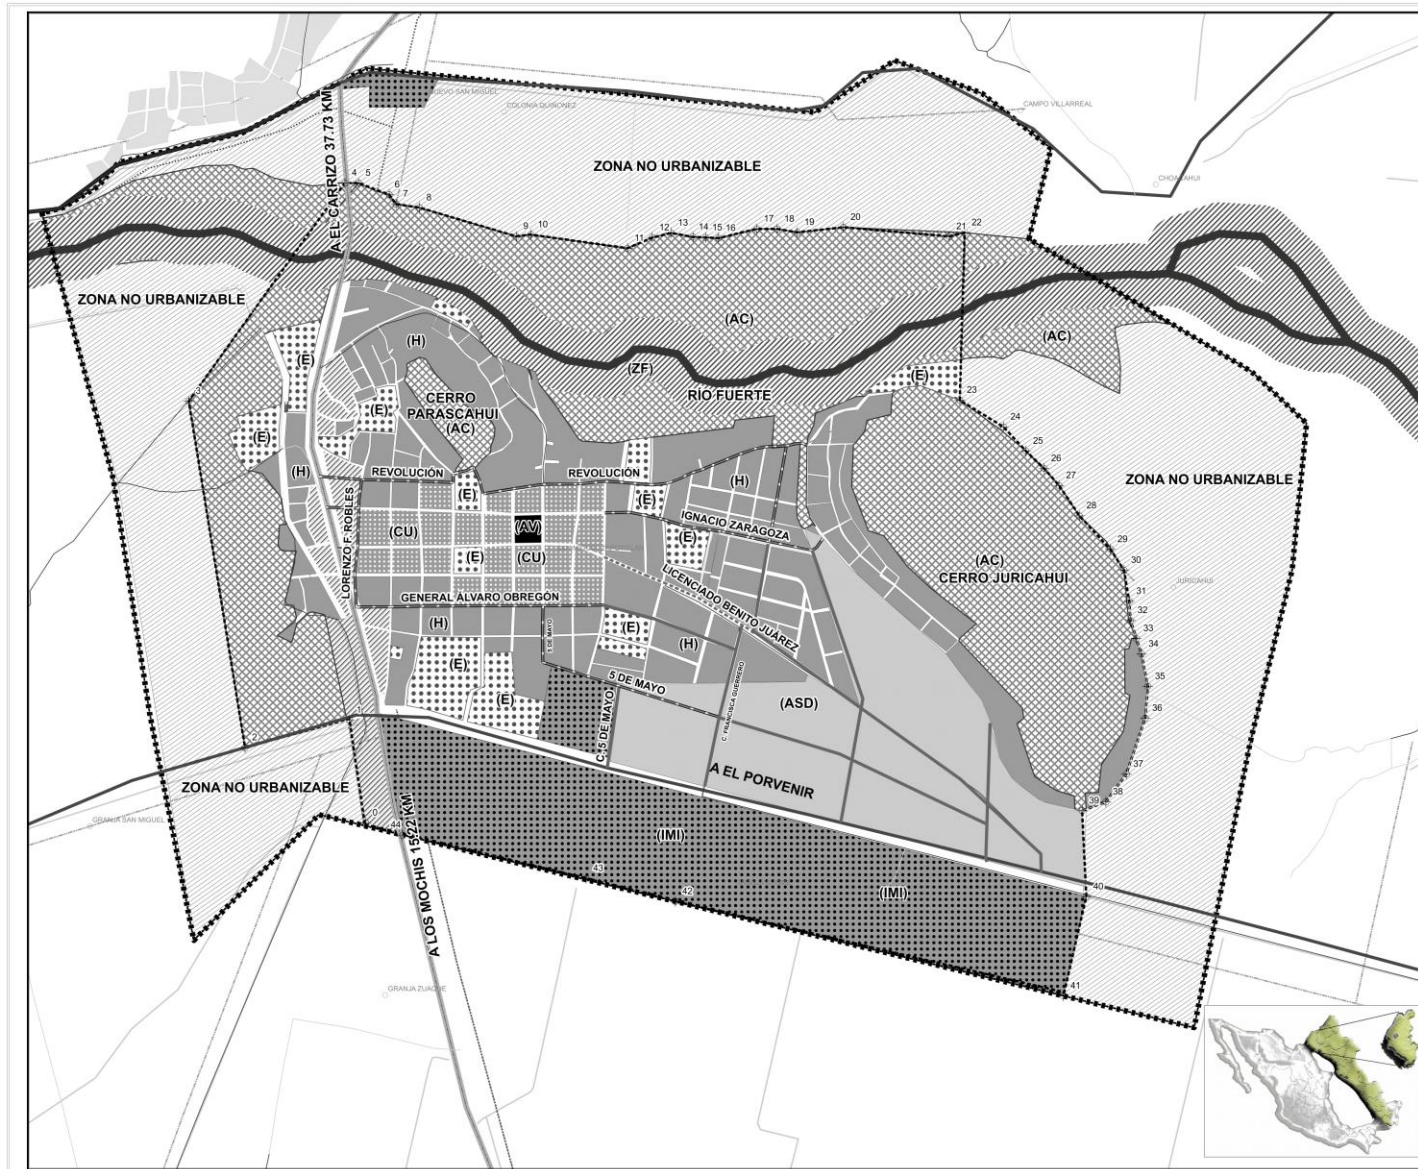 NUEVO SAN MIGUEL
COLONIA QUIÑONEZ
CAMPO VILLARREAL
A EL CARRIZO 37.73 KM
ZONA NO URBANIZABLE
CHOACAHUI
4
5
6
7
8
9
10
11
12
13
14
15
16
17
18
19
20
21
22
ZONA NO URBANIZABLE
(AC)
(AC)
(H)
(E)
(ZF)
RÍO FUERTE
(E)
3
CERRO
PARASCAHUI
(AC)
(E)
(E)
23
24
25
26
27
28
29
30
31
32
33
34
35
36
37
38
39
(H)
REVOLUCIÓN
REVOLUCIÓN
(H)
ZONA NO URBANIZABLE
LORENZO F. ROBLES
(E)
(E)
IGNACIO ZARAGOZA
(CU)
(AV)
(E)
(E)
(CU)
(AC)
CERRO JURICAHUI
JURICAHUI
LICENCIADO BENITO JUÁREZ
GENERAL ÁLVARO OBREGÓN
(H)
5 DE MAYO
(E)
(H)
(E)
5 DE MAYO
C. FRANCISCA GUERRERO
(E)
(ASD)
C. 5 DE MAYO
1
2
A EL PORVENIR
ZONA NO URBANIZABLE
GRANJA SAN MIGUEL
0
44
A LOS MOCHIS 15.22 KM
(IMI)
43
42
(IMI)
40
41
GRANJA ZUAQUE